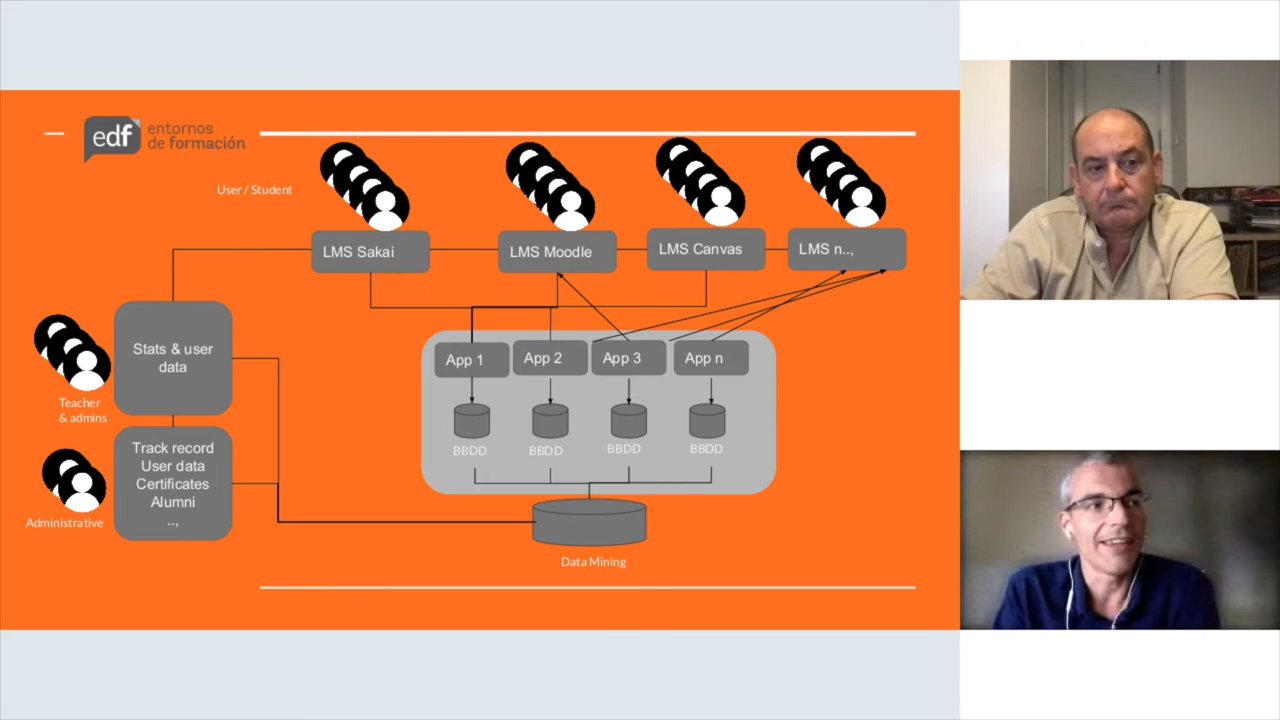 edf entornos
de formación
User / Student
LMS Sakai
LMS Moodle
LMS Canvas
LMS n..,
Stats & user
data
Teacher
& admins
App 1
App 2
App 3
App n
BBDD
BBDD
BBDD
BBDD
Track record
User data
Certificates
Alumni
..,
Administrative
Data Mining